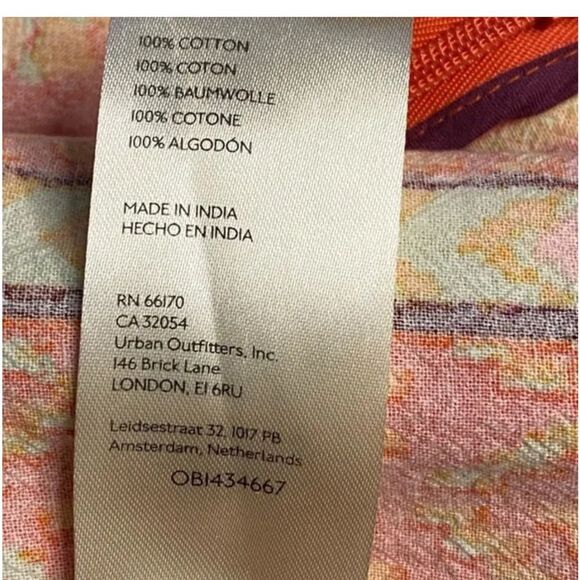 100% COTTON
100% COTON
100% BAUMWOLLE
100% COTONE
100% ALGODÓN
MADE IN INDIA
HECHO EN INDIA
RN 66170
CA 32054
Urban Outfitters, Inc.
146 Brick Lane
LONDON, E1 6RU
Leidsestraat 32, 1017 PB
Amsterdam, Netherlands
OB1434667